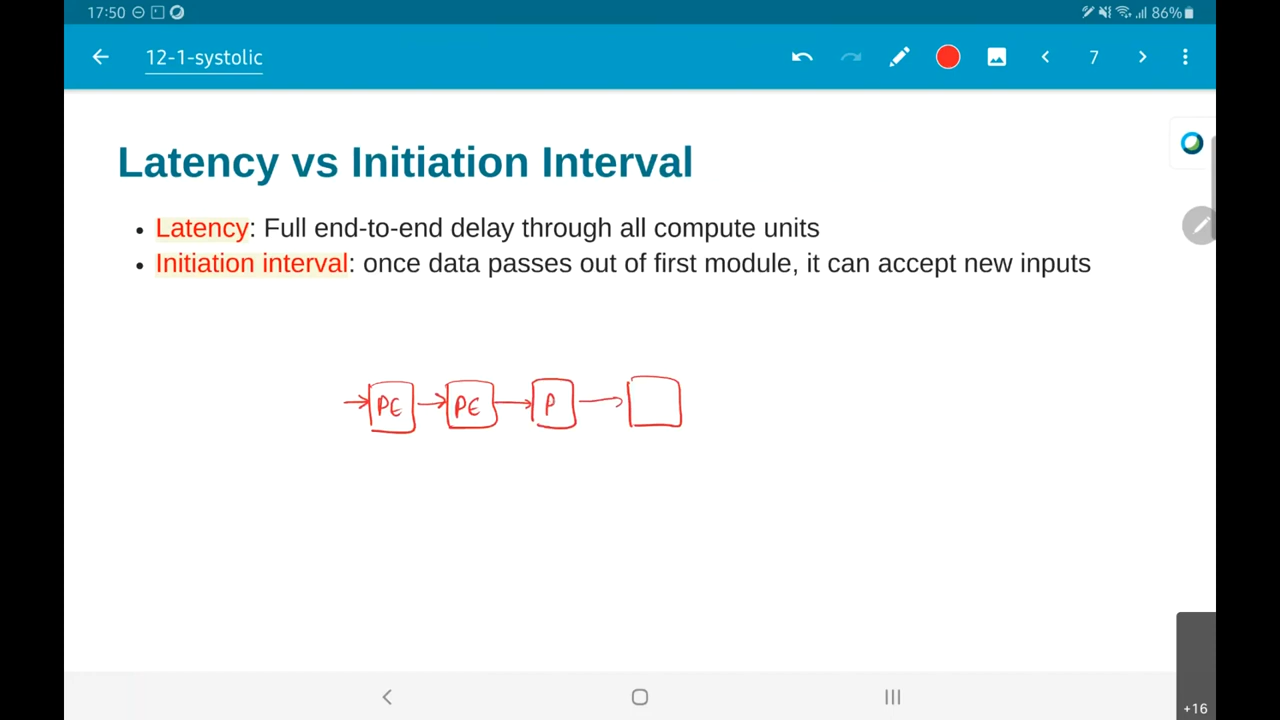 17:50
86%
12-1-systolic
7
Latency vs Initiation Interval
• Latency: Full end-to-end delay through all compute units
• Initiation interval: once data passes out of first module, it can accept new inputs
PE PE P
+16